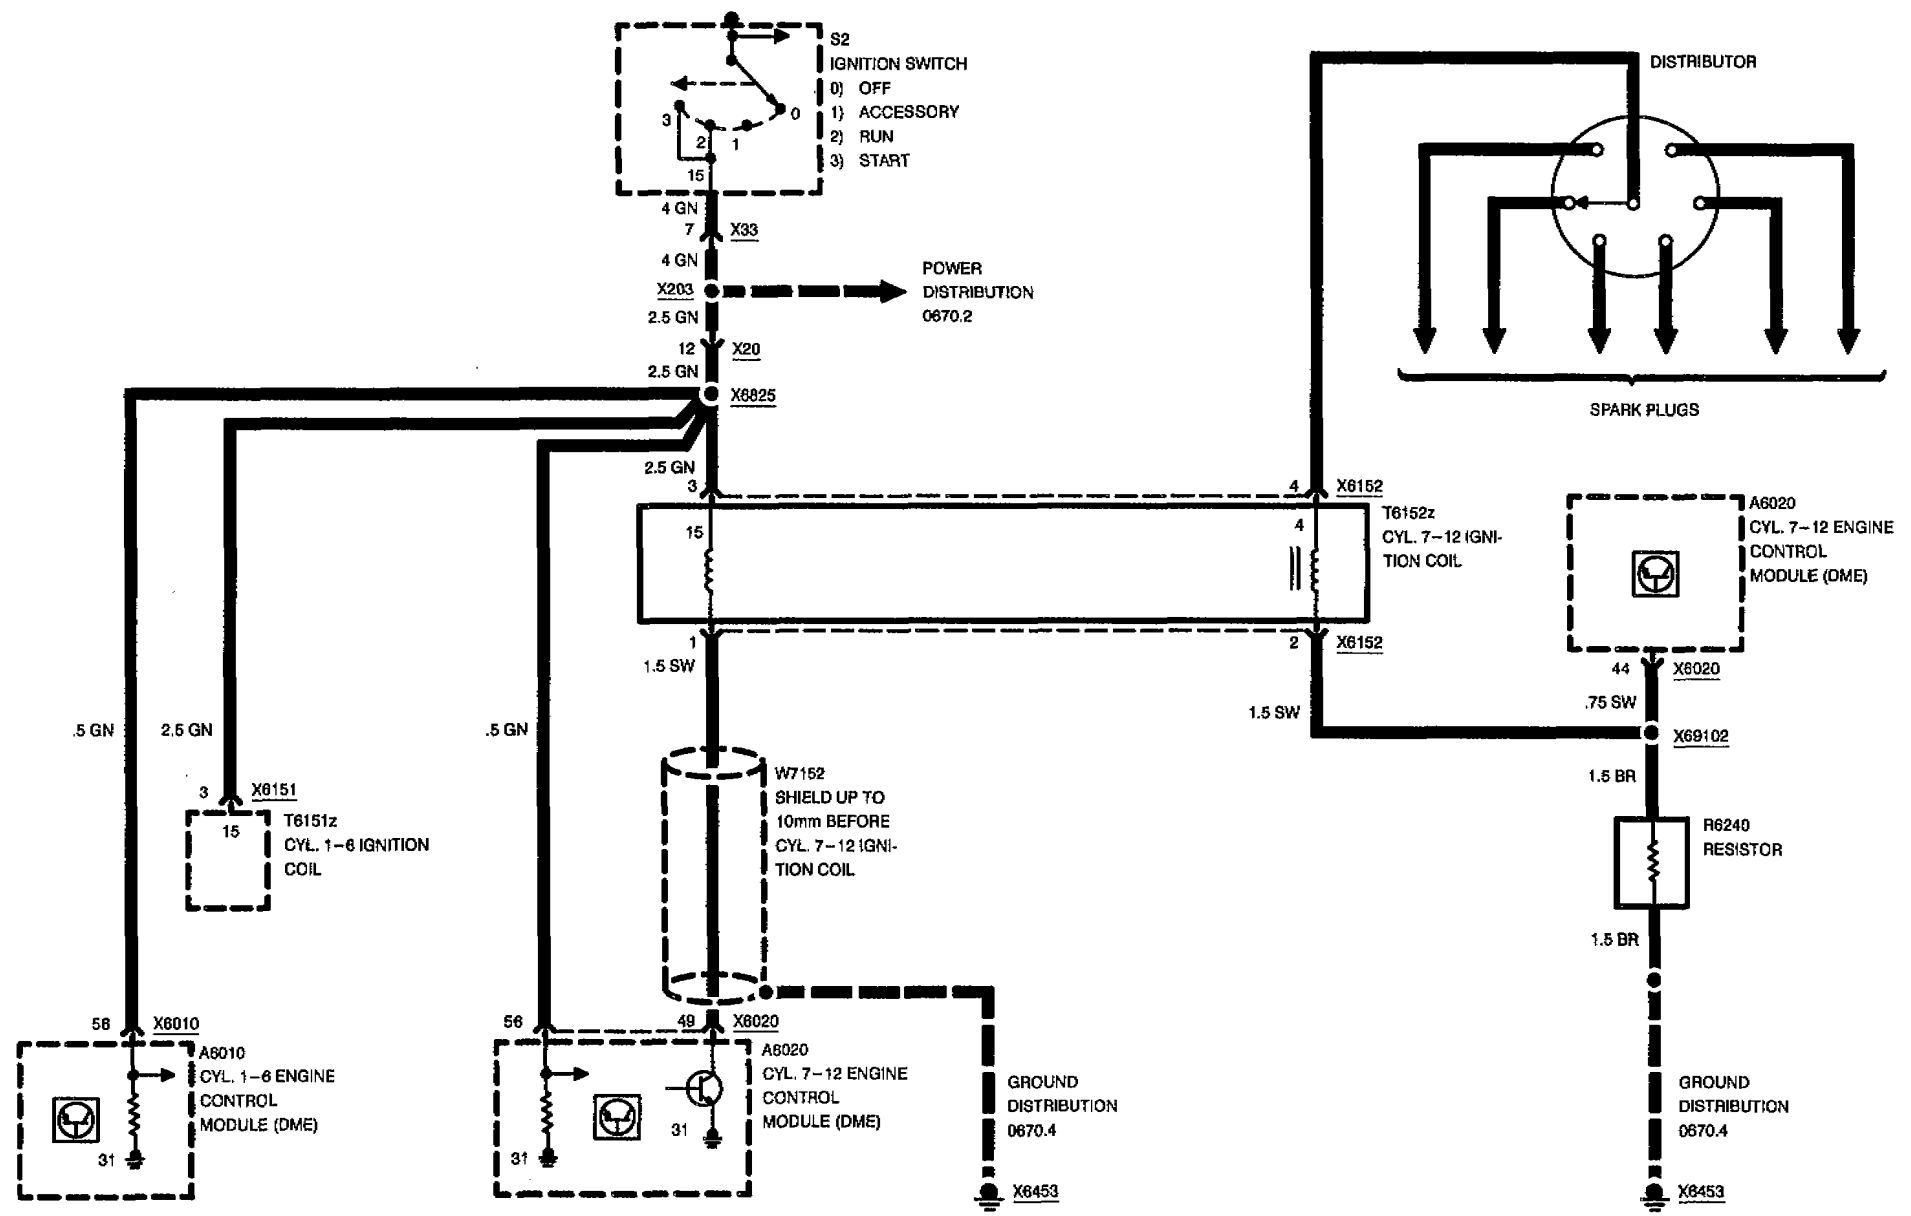 S2
IGNITION SWITCH
0) OFF
1) ACCESSORY
2) RUN
3) START
3
2
1
0
15
4 GN
7
X33
4 GN
X203
POWER
DISTRIBUTION
0670.2
2.5 GN
12
X20
2.5 GN
X6825
2.5 GN
3
DISTRIBUTOR
SPARK PLUGS
4
X6152
15
4
T6152z
CYL. 7-12 IGNI-
TION COIL
1
2
X6152
1.5 SW
1.5 SW
A6020
CYL. 7-12 ENGINE
CONTROL
MODULE (DME)
44
X6020
.75 SW
X69102
1.5 BR
R6240
RESISTOR
1.5 BR
GROUND
DISTRIBUTION
0670.4
X6453
.5 GN
2.5 GN
.5 GN
3
X6151
15
T6151z
CYL. 1-6 IGNITION
COIL
W7152
SHIELD UP TO
10mm BEFORE
CYL. 7-12 IGNI-
TION COIL
56
X6010
A6010
CYL. 1-6 ENGINE
CONTROL
MODULE (DME)
31
56
49
X6020
A6020
CYL. 7-12 ENGINE
CONTROL
MODULE (DME)
31
31
GROUND
DISTRIBUTION
0670.4
X6453